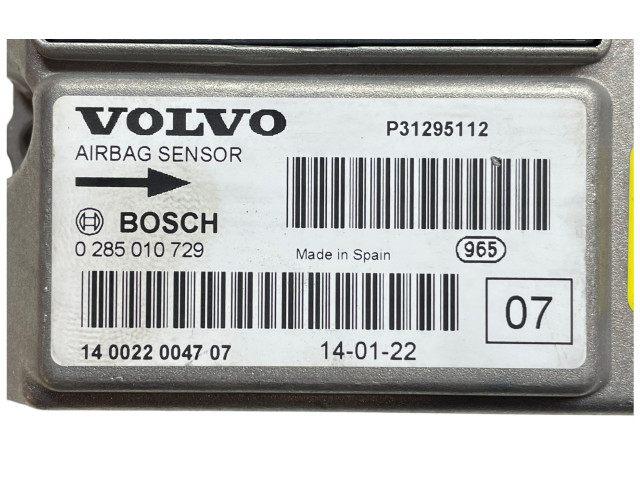 VOLVO
P31295112
AIRBAG SENSOR
BOSCH
0 285 010 729
Made in Spain
965
07
14 0022 0047 07
14-01-22